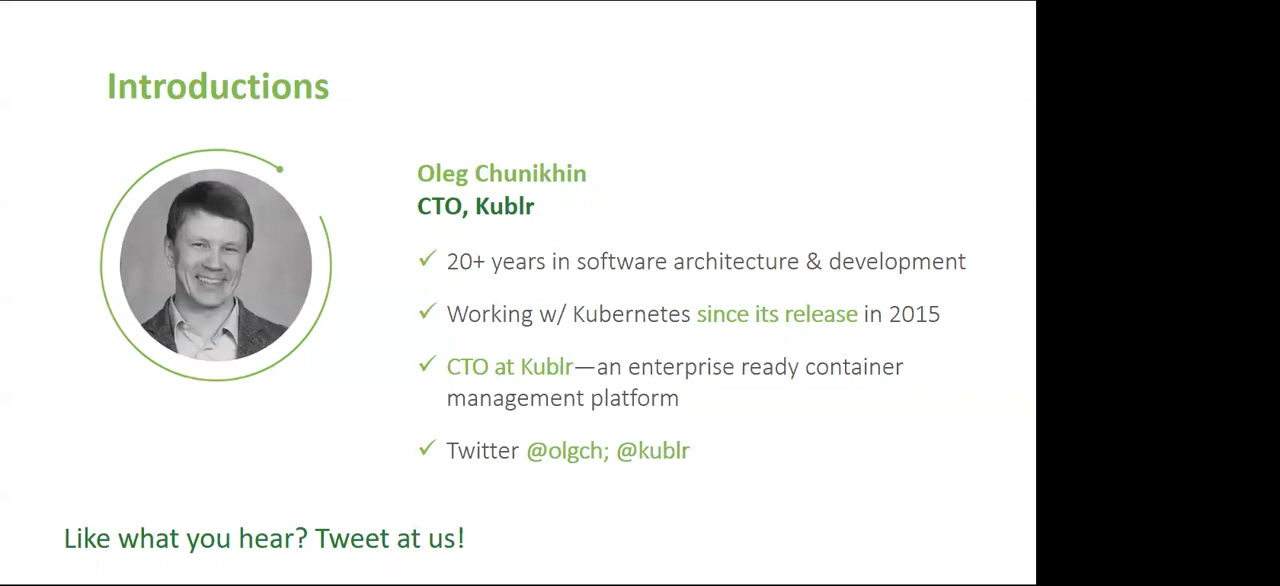 Introductions
Oleg Chunikhin
CTO, Kublr
✓ 20+ years in software architecture & development
✓ Working w/ Kubernetes since its release in 2015
✓ CTO at Kublr—an enterprise ready container
management platform
✓ Twitter @olgch; @kublr
Like what you hear? Tweet at us!